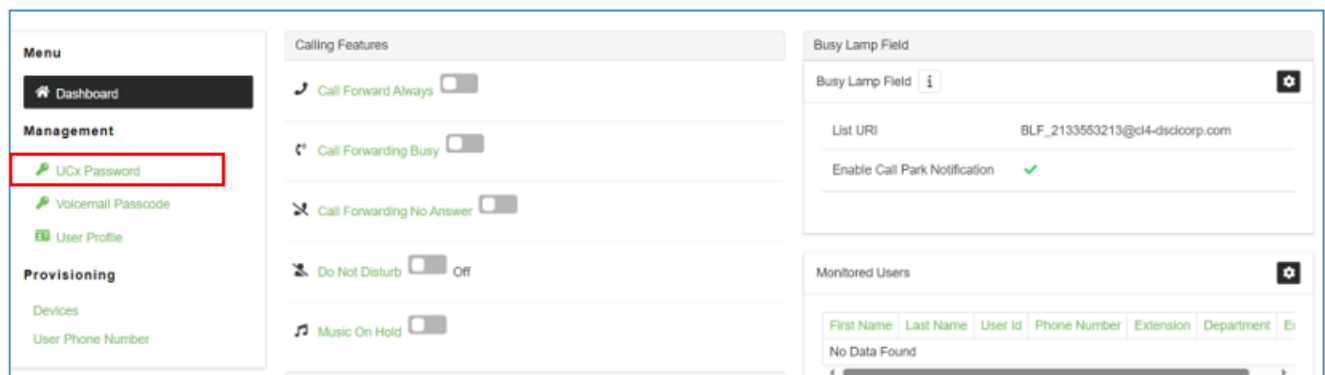 Menu
Dashboard
Management
UCx Password
Voicemail Passcode
User Profile
Provisioning
Devices
User Phone Number
Calling Features
Call Forward Always
Call Forwarding Busy
Call Forwarding No Answer
Do Not Disturb Off
Music On Hold
Busy Lamp Field
Busy Lamp Field i
List URI BLF_2133553213@cl4-dscicorp.com
Enable Call Park Notification
Monitored Users
First Name Last Name User Id Phone Number Extension Department
No Data Found